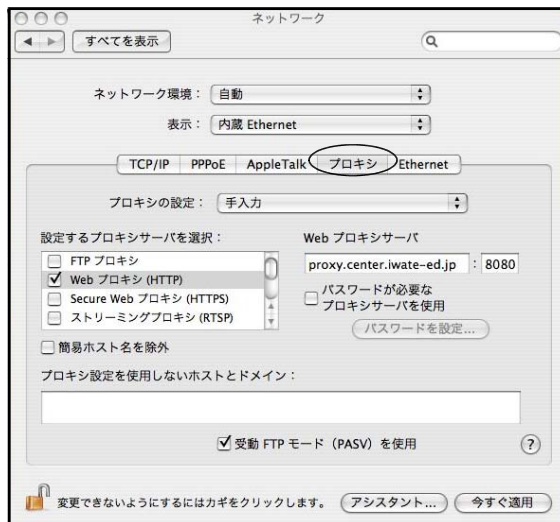 ネットワーク
すべてを表示
ネットワーク環境： 自動
表示： 内蔵 Ethernet
TCP/IP PPPoE AppleTalk プロキシ Ethernet
プロキシの設定： 手入力
設定するプロキシサーバを選択：
FTP プロキシ
Web プロキシ (HTTP)
Secure Web プロキシ (HTTPS)
ストリーミングプロキシ (RTSP)
Web プロキシサーバ
proxy.center.iwate-ed.jp : 8080
パスワードが必要な
プロキシサーバを使用
パスワードを設定...
簡易ホスト名を除外
プロキシ設定を使用しないホストとドメイン：
受動 FTP モード（PASV）を使用
?
変更できないようにするにはカギをクリックします。 アシスタント... 今すぐ適用